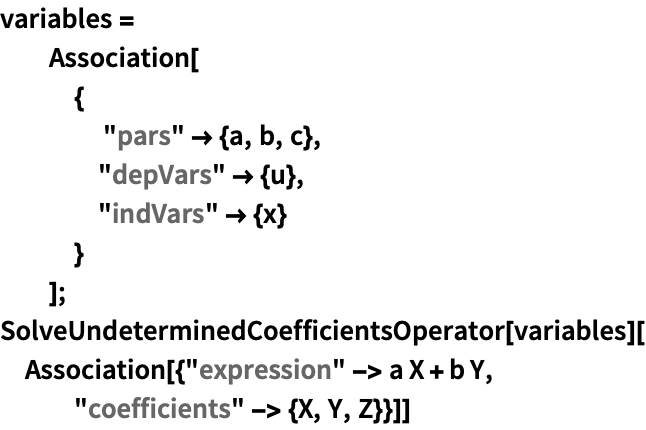 variables =
Association[
{
"pars" → {a, b, c},
"depVars" → {u},
"indVars" → {x}
}
];
SolveUndeterminedCoefficientsOperator[variables][
Association[{"expression" –> a X + b Y,
"coefficients" –> {X, Y, Z}}]]